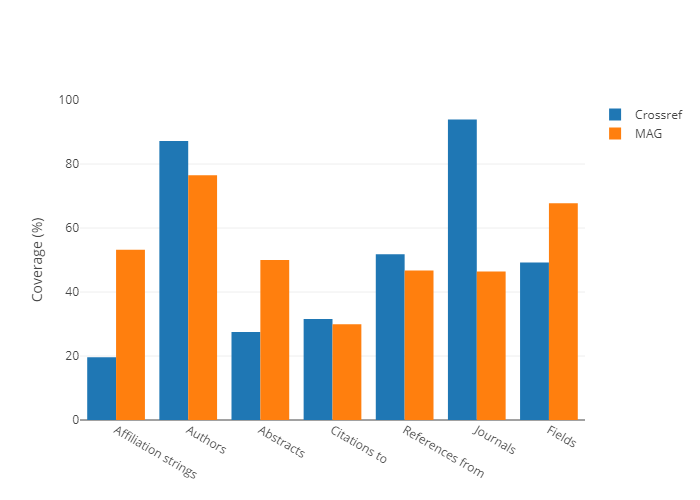 100
80
60
40
20
0
Coverage (%)
Affiliation strings
Authors
Abstracts
Citations to
References from
Journals
Fields
Crossref
MAG